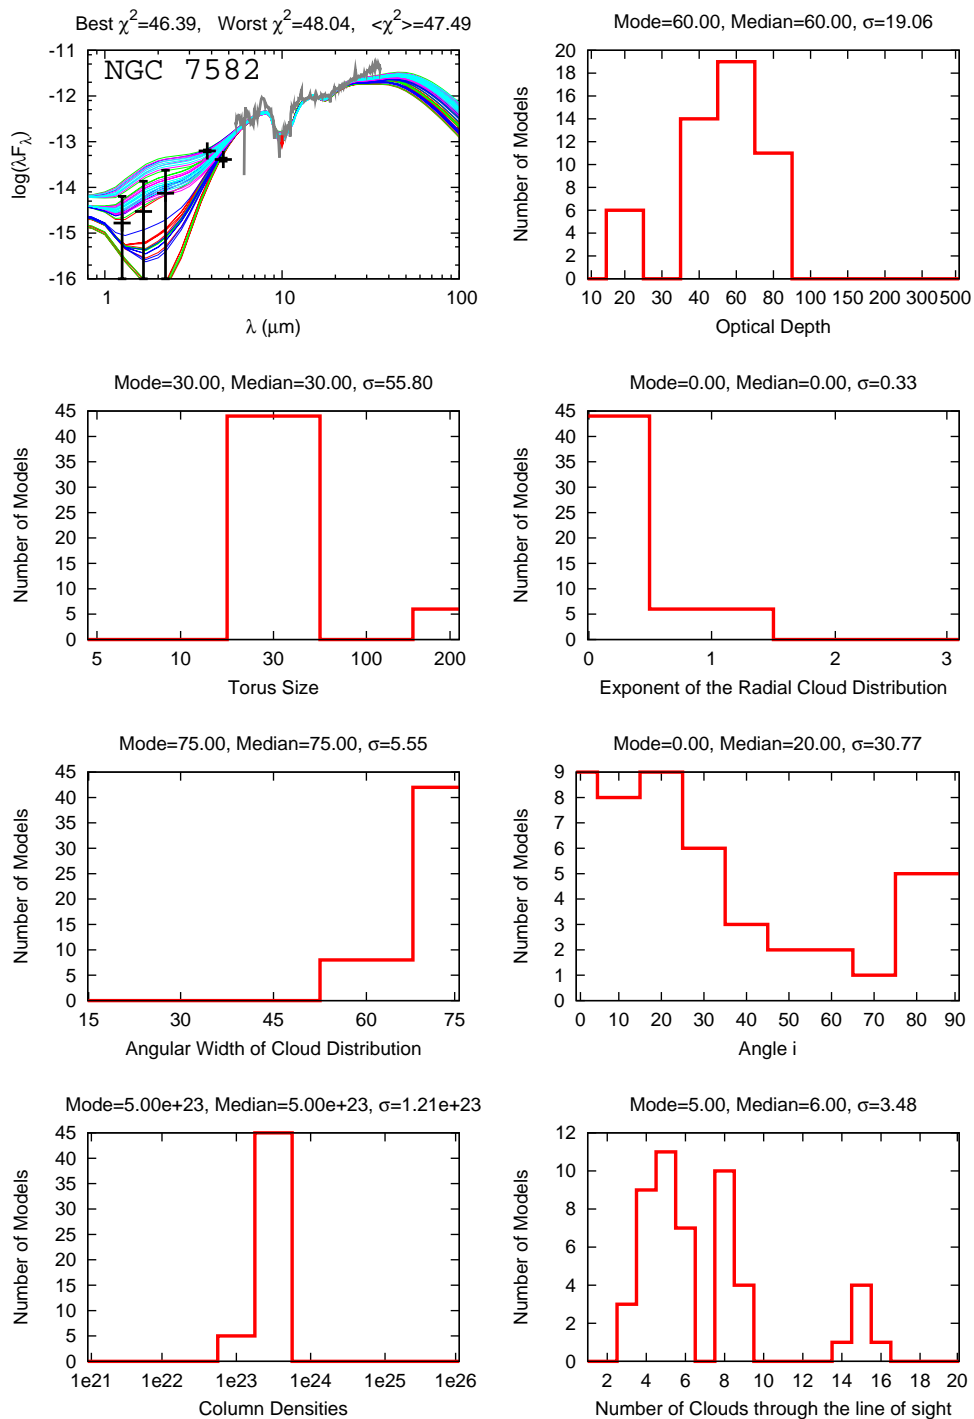 Best χ²=46.39, Worst χ²=48.04, <χ²>=47.49
NGC 7582
log(λFλ)
-11
-12
-13
-14
-15
-16
1 10 100
λ (μm)
Mode=60.00, Median=60.00, σ=19.06
Number of Models
20
18
16
14
12
10
8
6
4
2
0
10 20 30 40 60 80 100 150 200 300 500
Optical Depth
Mode=30.00, Median=30.00, σ=55.80
Number of Models
45
40
35
30
25
20
15
10
5
0
5 10 30 100 200
Torus Size
Mode=0.00, Median=0.00, σ=0.33
Number of Models
45
40
35
30
25
20
15
10
5
0
0 1 2 3
Exponent of the Radial Cloud Distribution
Mode=75.00, Median=75.00, σ=5.55
Number of Models
45
40
35
30
25
20
15
10
5
0
15 30 45 60 75
Angular Width of Cloud Distribution
Mode=0.00, Median=20.00, σ=30.77
Number of Models
9
8
7
6
5
4
3
2
1
0
0 10 20 30 40 50 60 70 80 90
Angle i
Mode=5.00e+23, Median=5.00e+23, σ=1.21e+23
Number of Models
45
40
35
30
25
20
15
10
5
0
1e21 1e22 1e23 1e24 1e25 1e26
Column Densities
Mode=5.00, Median=6.00, σ=3.48
Number of Models
12
10
8
6
4
2
0
2 4 6 8 10 12 14 16 18 20
Number of Clouds through the line of sight